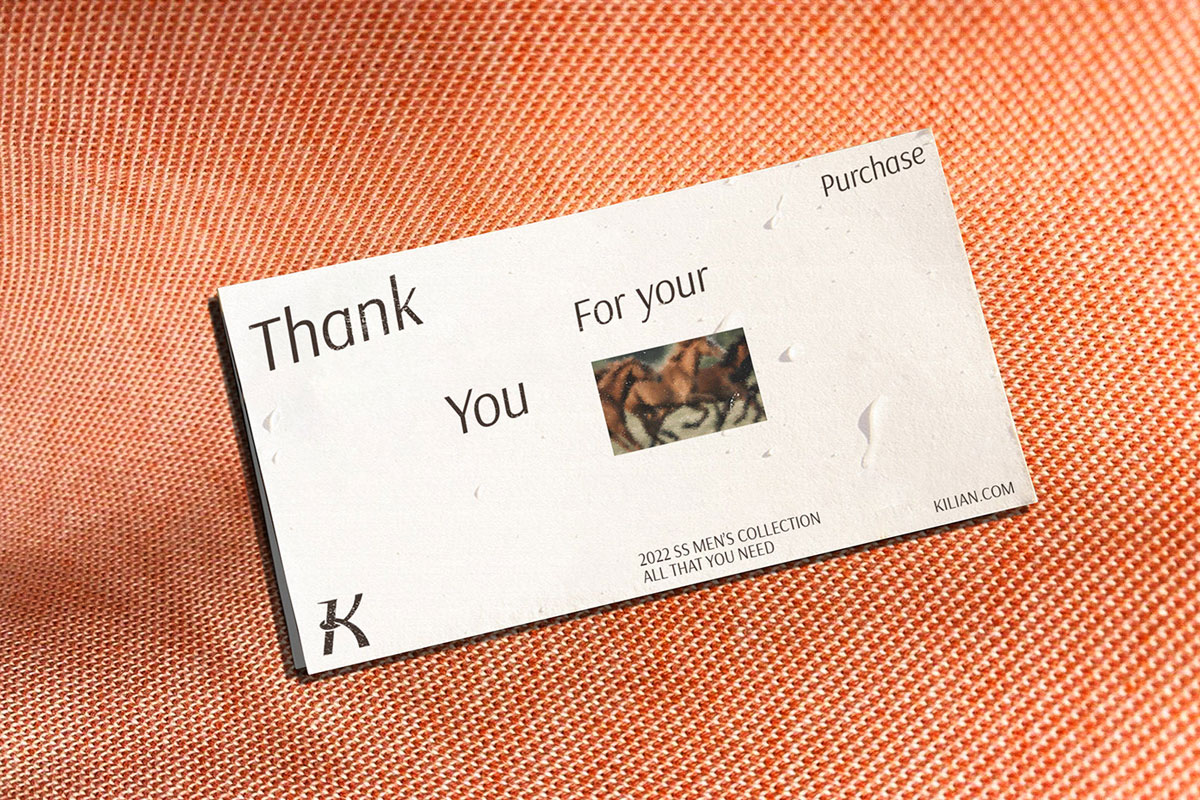 Thank
You
For your
Purchase
2022 SS MEN'S COLLECTION
ALL THAT YOU NEED
KILIAN.COM
K